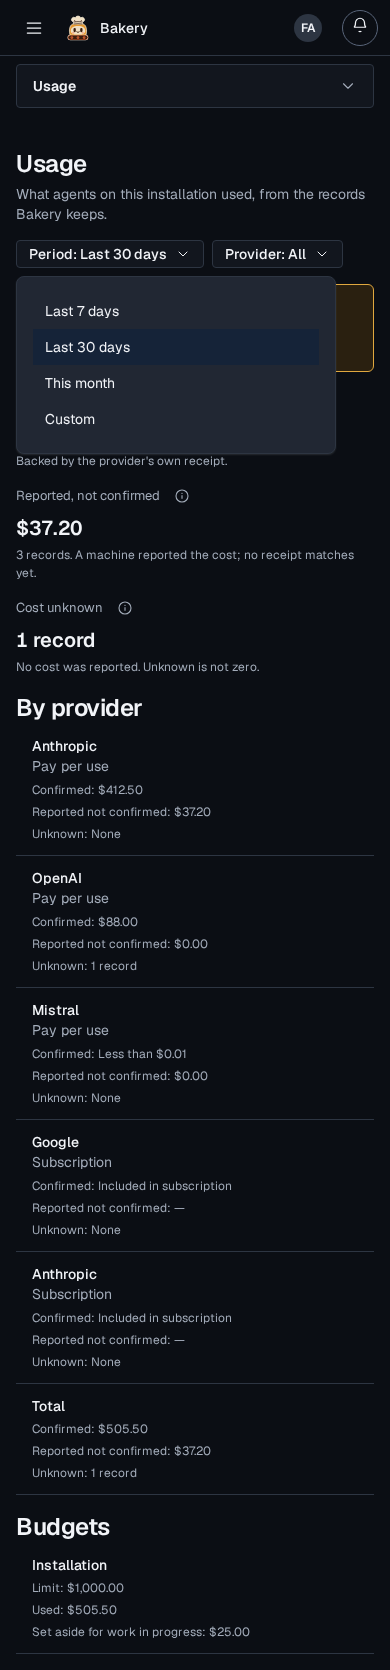 Bakery
FA
Usage
Usage
What agents on this installation used, from the records
Bakery keeps.
Period: Last 30 days
Provider: All
Last 7 days
Last 30 days
This month
Custom
Backed by the provider's own receipt.
Reported, not confirmed
$37.20
3 records. A machine reported the cost; no receipt matches
yet.
Cost unknown
1 record
No cost was reported. Unknown is not zero.
By provider
Anthropic
Pay per use
Confirmed: $412.50
Reported not confirmed: $37.20
Unknown: None
OpenAI
Pay per use
Confirmed: $88.00
Reported not confirmed: $0.00
Unknown: 1 record
Mistral
Pay per use
Confirmed: Less than $0.01
Reported not confirmed: $0.00
Unknown: None
Google
Subscription
Confirmed: Included in subscription
Reported not confirmed: —
Unknown: None
Anthropic
Subscription
Confirmed: Included in subscription
Reported not confirmed: —
Unknown: None
Total
Confirmed: $505.50
Reported not confirmed: $37.20
Unknown: 1 record
Budgets
Installation
Limit: $1,000.00
Used: $505.50
Set aside for work in progress: $25.00